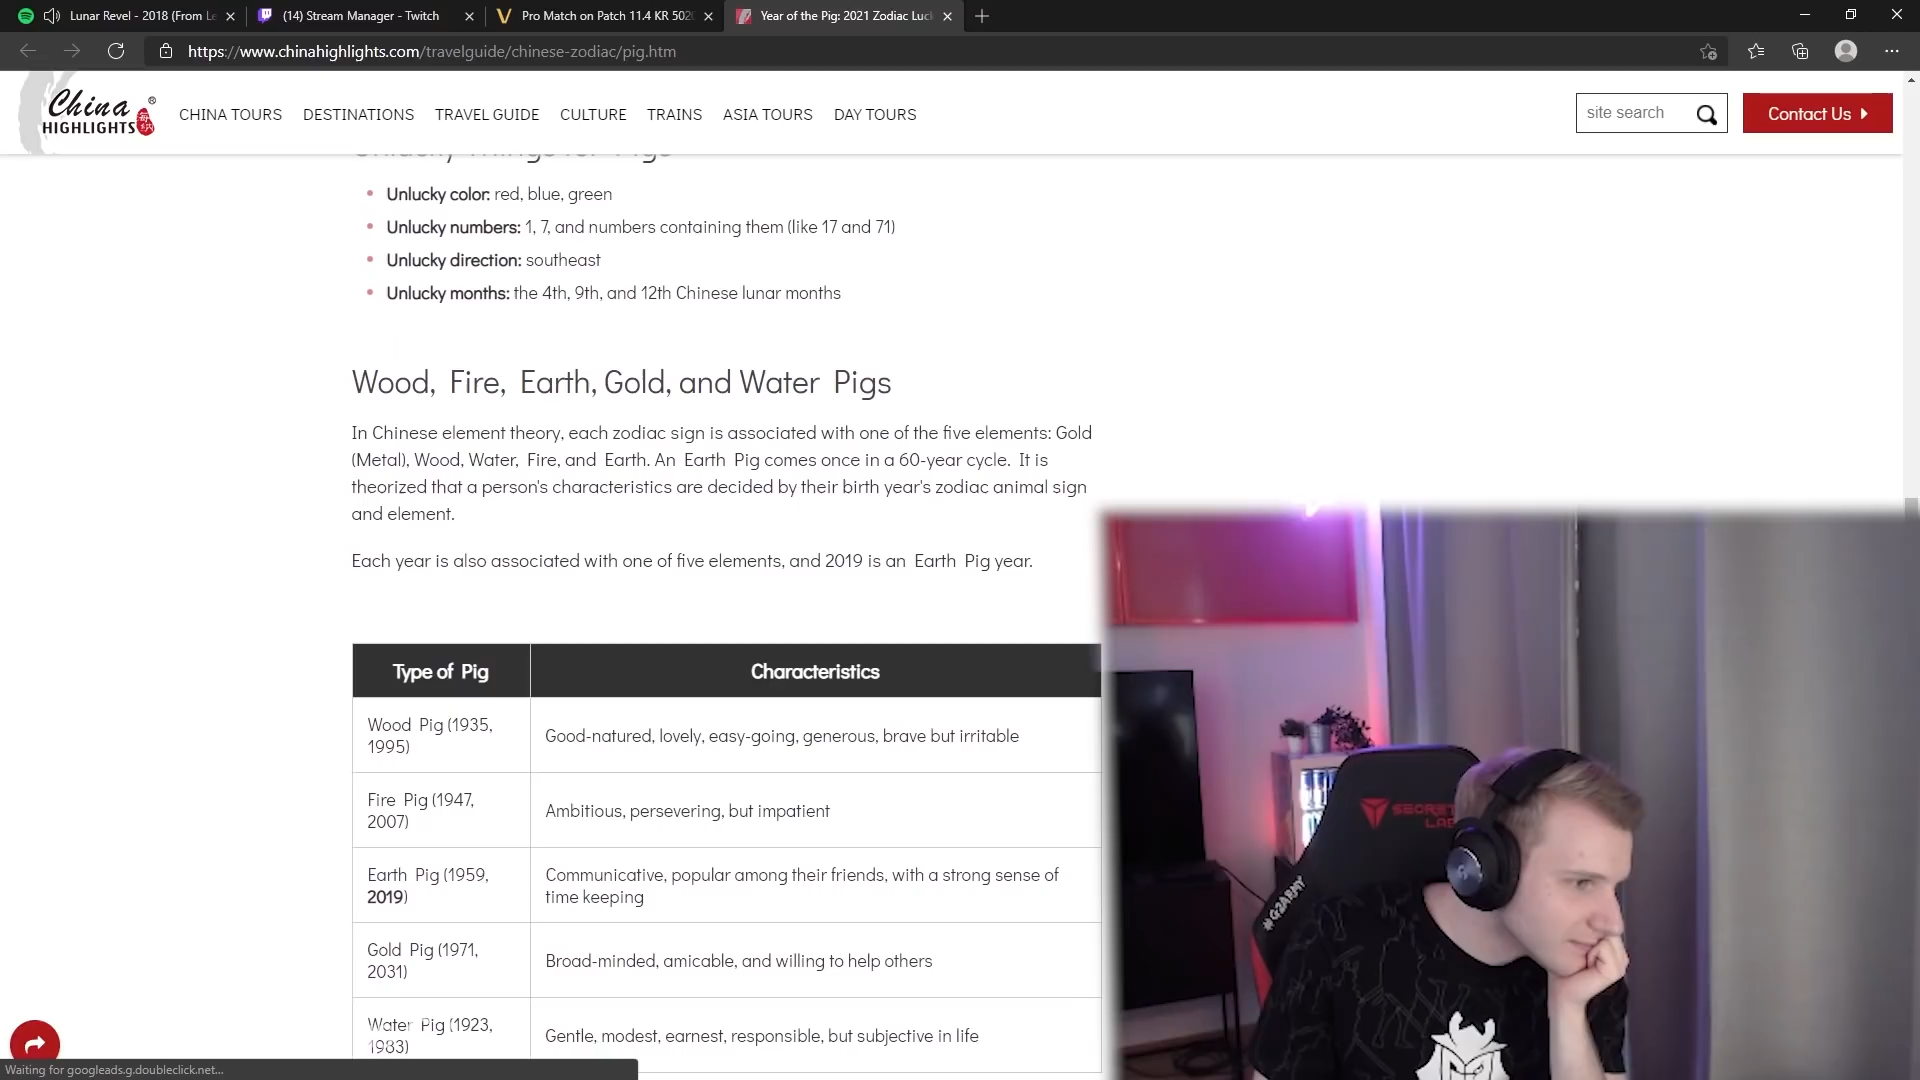 Lunar Revel - 2018 (From Le
(14) Stream Manager - Twitch
Pro Match on Patch 11.4 KR 502
Year of the Pig: 2021 Zodiac Luck
https://www.chinahighlights.com/travelguide/chinese-zodiac/pig.htm
China
HIGHLIGHTS
CHINA TOURS
DESTINATIONS
TRAVEL GUIDE
CULTURE
TRAINS
ASIA TOURS
DAY TOURS
site search
Contact Us
Unlucky Things for Pigs
Unlucky color: red, blue, green
Unlucky numbers: 1, 7, and numbers containing them (like 17 and 71)
Unlucky direction: southeast
Unlucky months: the 4th, 9th, and 12th Chinese lunar months
Wood, Fire, Earth, Gold, and Water Pigs
In Chinese element theory, each zodiac sign is associated with one of the five elements: Gold
(Metal), Wood, Water, Fire, and Earth. An Earth Pig comes once in a 60-year cycle. It is
theorized that a person's characteristics are decided by their birth year's zodiac animal sign
and element.
Each year is also associated with one of five elements, and 2019 is an Earth Pig year.
Type of Pig
Characteristics
Wood Pig (1935,
1995)
Good-natured, lovely, easy-going, generous, brave but irritable
Fire Pig (1947,
2007)
Ambitious, persevering, but impatient
Earth Pig (1959,
2019)
Communicative, popular among their friends, with a strong sense of
time keeping
Gold Pig (1971,
2031)
Broad-minded, amicable, and willing to help others
Water Pig (1923,
1983)
Gentle, modest, earnest, responsible, but subjective in life
Waiting for googleads.g.doubleclick.net...
SECRET
LAB
#G2ARMY